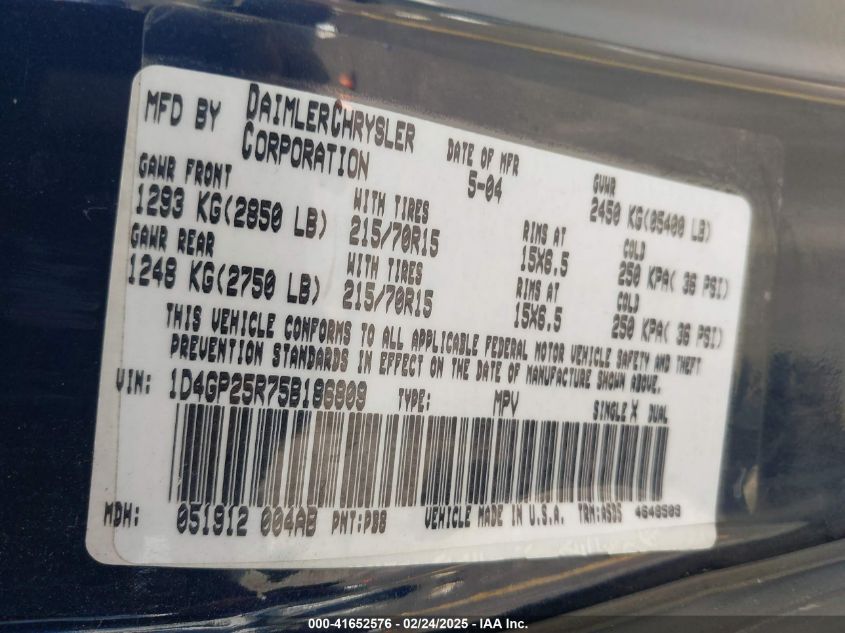 MFD BY DAIMLERCHRYSLER CORPORATION DATE OF MFR 5-04 GVWR 2450 KG(05400 LB)
GAWR FRONT WITH TIRES RIMS AT COLD
1293 KG(2850 LB) 215/70R15 15X6.5 250 KPA( 36 PSI)
GAWR REAR WITH TIRES RIMS AT COLD
1248 KG(2750 LB) 215/70R15 15X6.5 250 KPA( 36 PSI)
THIS VEHICLE CONFORMS TO ALL APPLICABLE FEDERAL MOTOR VEHICLE SAFETY AND THEFT
PREVENTION STANDARDS IN EFFECT ON THE DATE OF MANUFACTURE SHOWN ABOVE.
VIN: 1D4GP25R75B186809 TYPE: MPV SINGLE X DUAL
MDH: 051912 004AB PNT:PB8 VEHICLE MADE IN U.S.A. TRM:A5D5
000-41652576 - 02/24/2025 - IAA Inc.